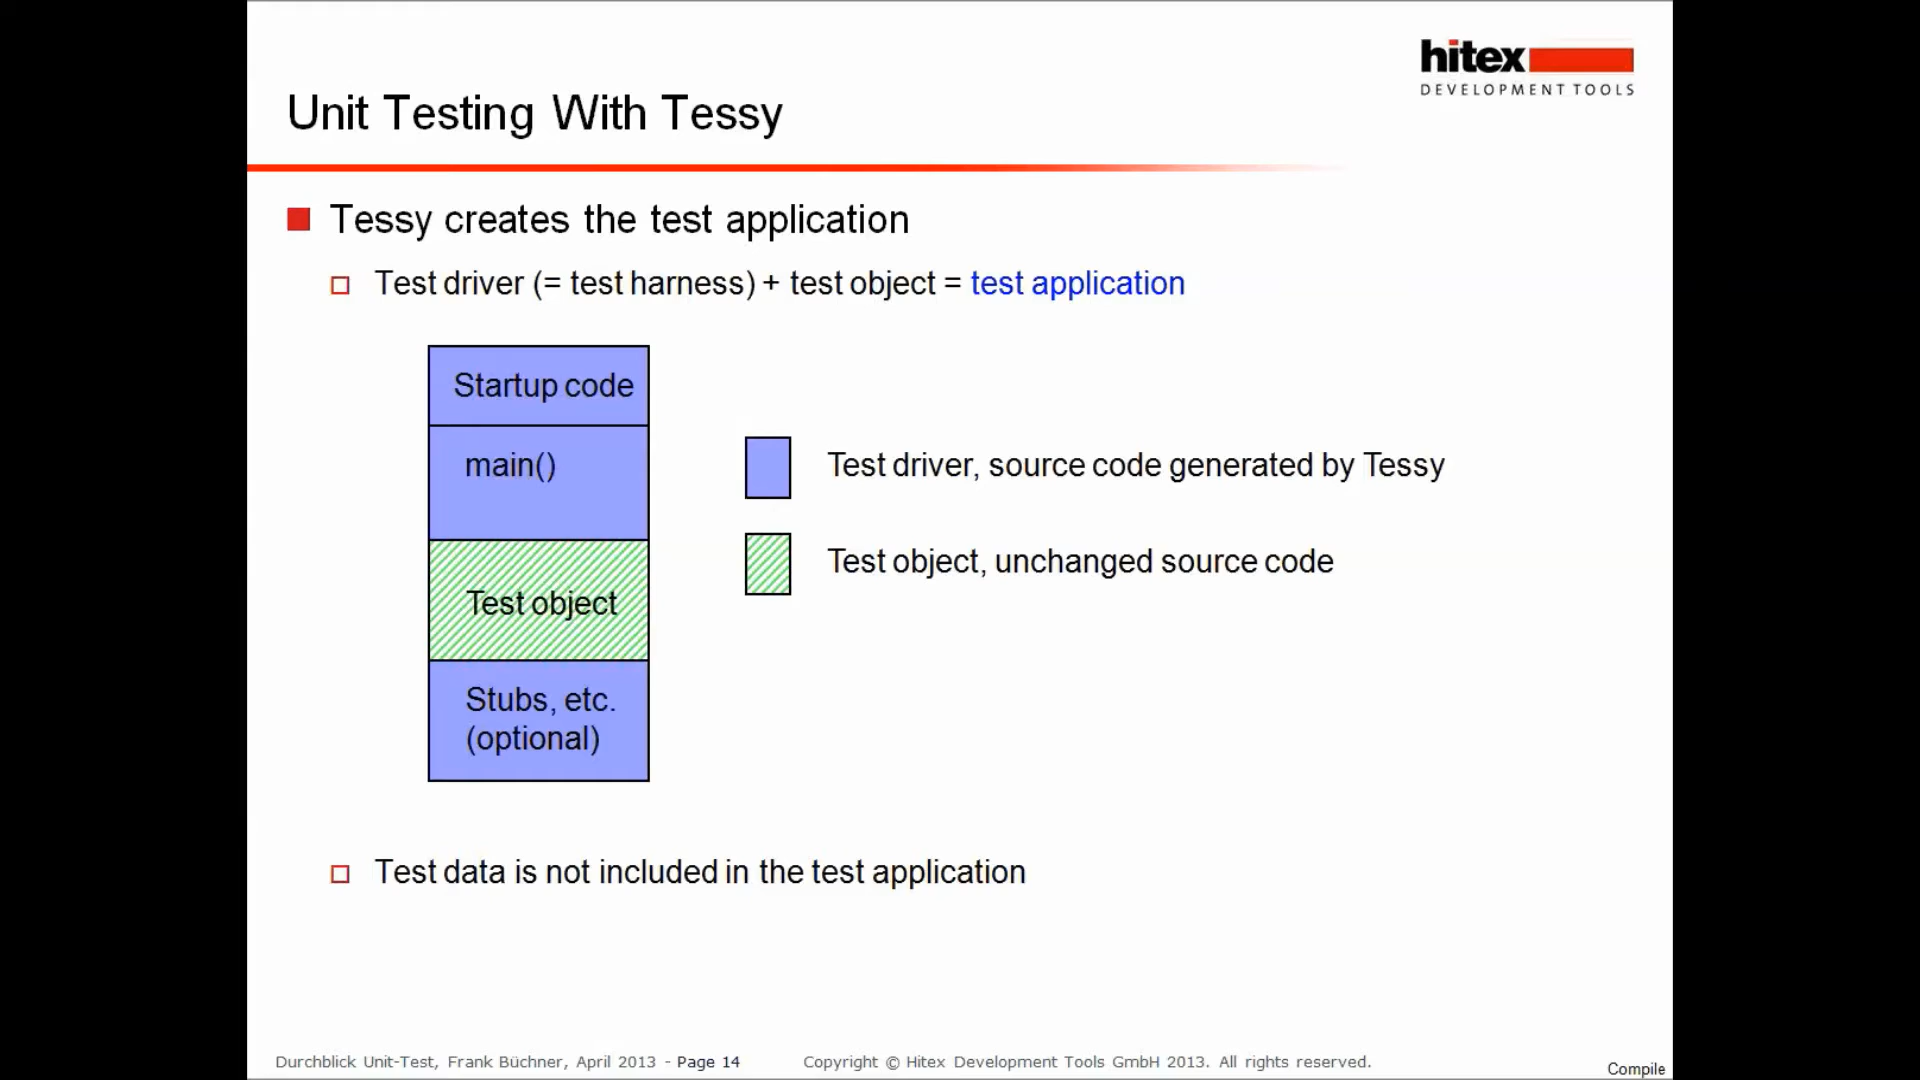 hitex
DEVELOPMENT TOOLS
Unit Testing With Tessy
Tessy creates the test application
Test driver (= test harness) + test object = test application
Startup code
main()
Test object
Stubs, etc.
(optional)
Test driver, source code generated by Tessy
Test object, unchanged source code
Test data is not included in the test application
Durchblick Unit-Test, Frank Büchner, April 2013 - Page 14
Copyright © Hitex Development Tools GmbH 2013. All rights reserved.
Compile